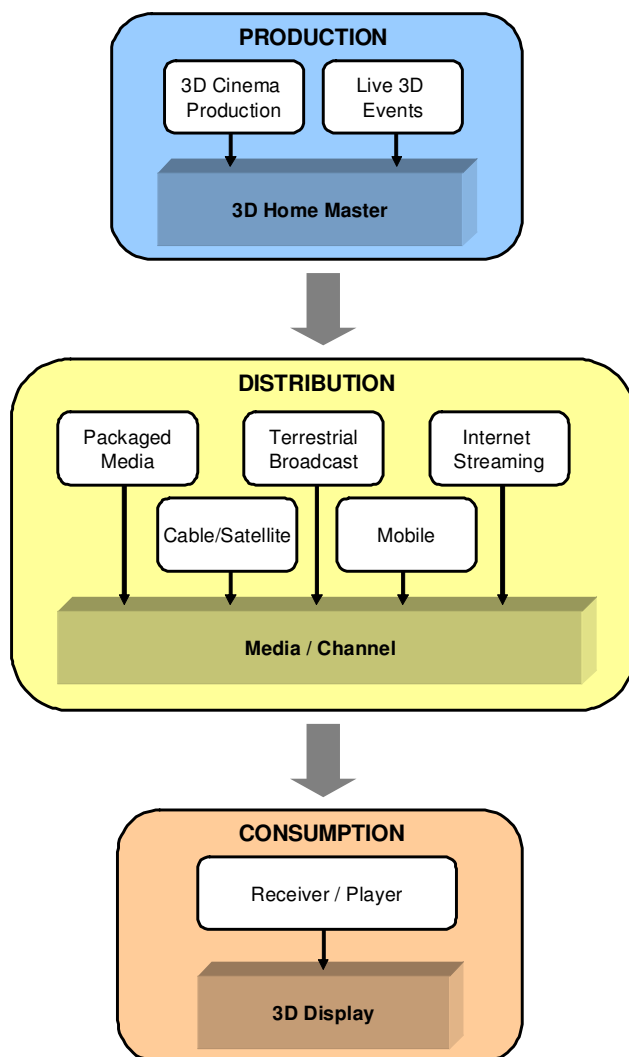 PRODUCTION
3D Cinema
Production
Live 3D
Events
3D Home Master
DISTRIBUTION
Packaged
Media
Terrestrial
Broadcast
Internet
Streaming
Cable/Satellite
Mobile
Media / Channel
CONSUMPTION
Receiver / Player
3D Display